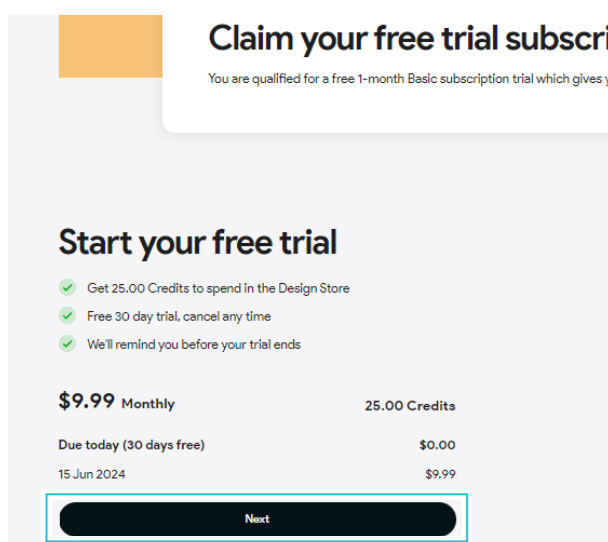 Claim your free trial
You are qualified for a free 1-month Basic subscription trial which gives
Start your free trial
Get 25.00 Credits to spend in the Design Store
Free 30 day trial, cancel any time
We'll remind you before your trial ends
$9.99 Monthly 25.00 Credits
Due today (30 days free) $0.00
15 Jun 2024 $9.99
Next